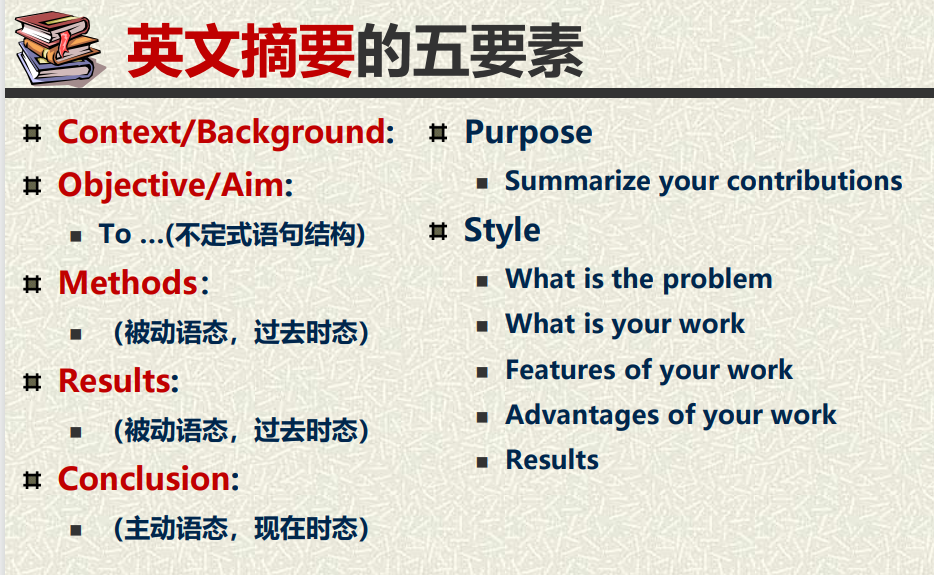 英文摘要的五要素
Context/Background:
Objective/Aim:
To …(不定式语句结构)
Methods：
（被动语态，过去时态）
Results:
（被动语态，过去时态）
Conclusion:
（主动语态，现在时态）
Purpose
Summarize your contributions
Style
What is the problem
What is your work
Features of your work
Advantages of your work
Results